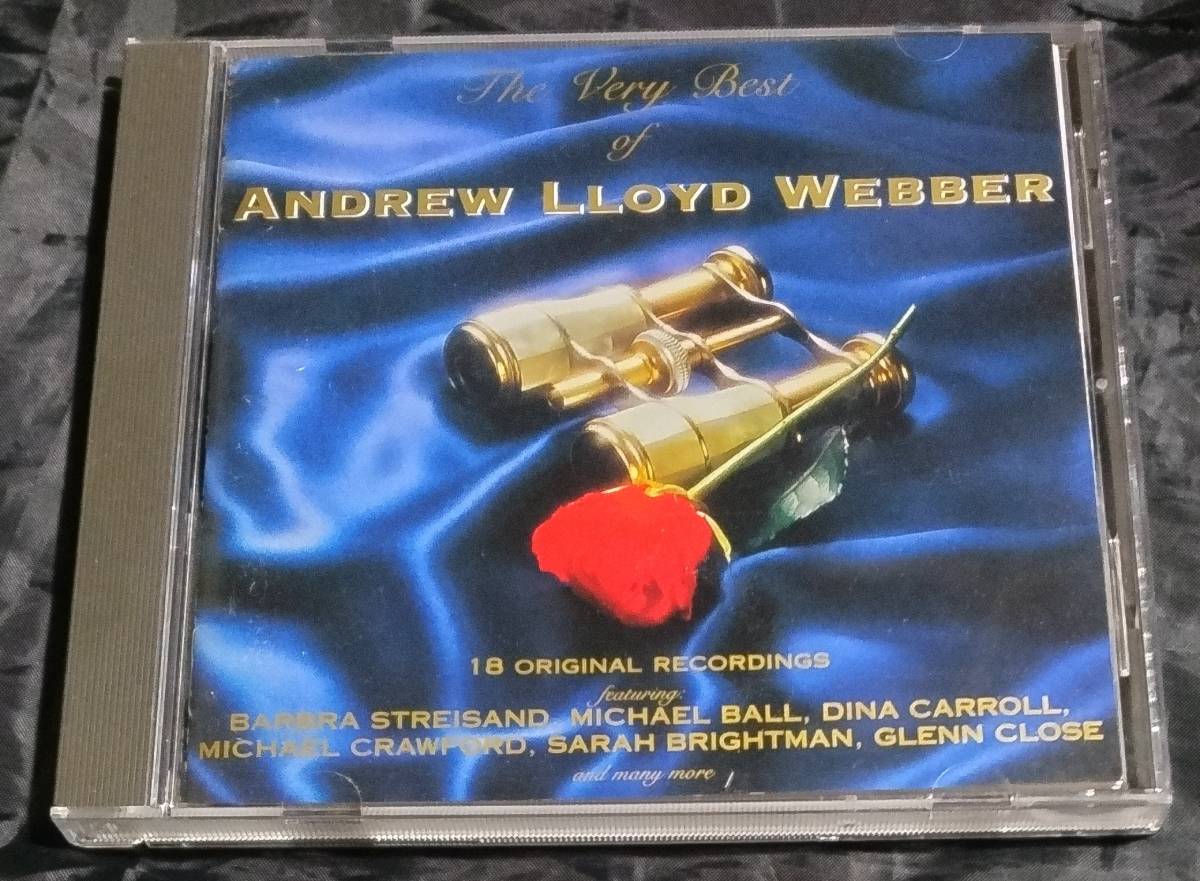 The Very Best
of
ANDREW LLOYD WEBBER
18 ORIGINAL RECORDINGS
featuring:
BARBRA STREISAND, MICHAEL BALL, DINA CARROLL,
MICHAEL CRAWFORD, SARAH BRIGHTMAN, GLENN CLOSE
and many more